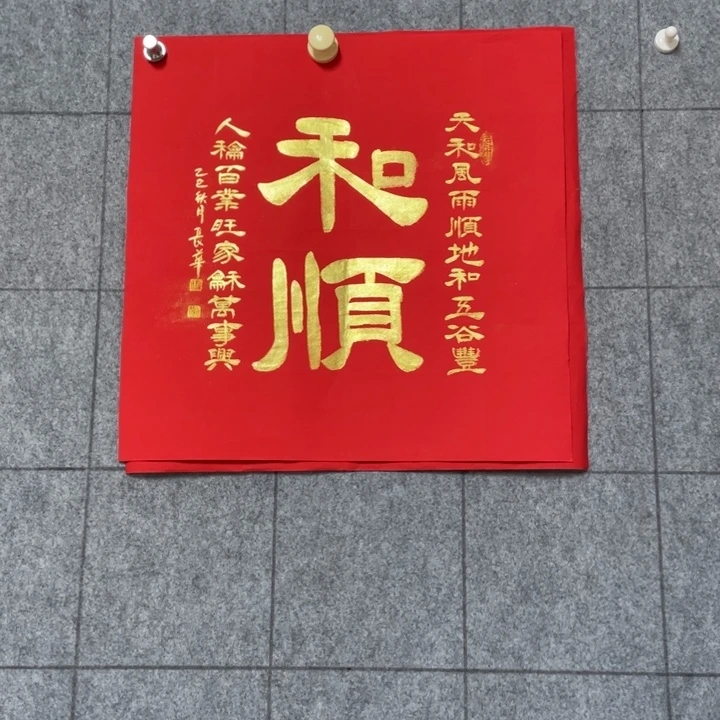 天和風雨順地和五谷豐
和順
人稐百業旺家龢萬事興
乙巳秋月長華